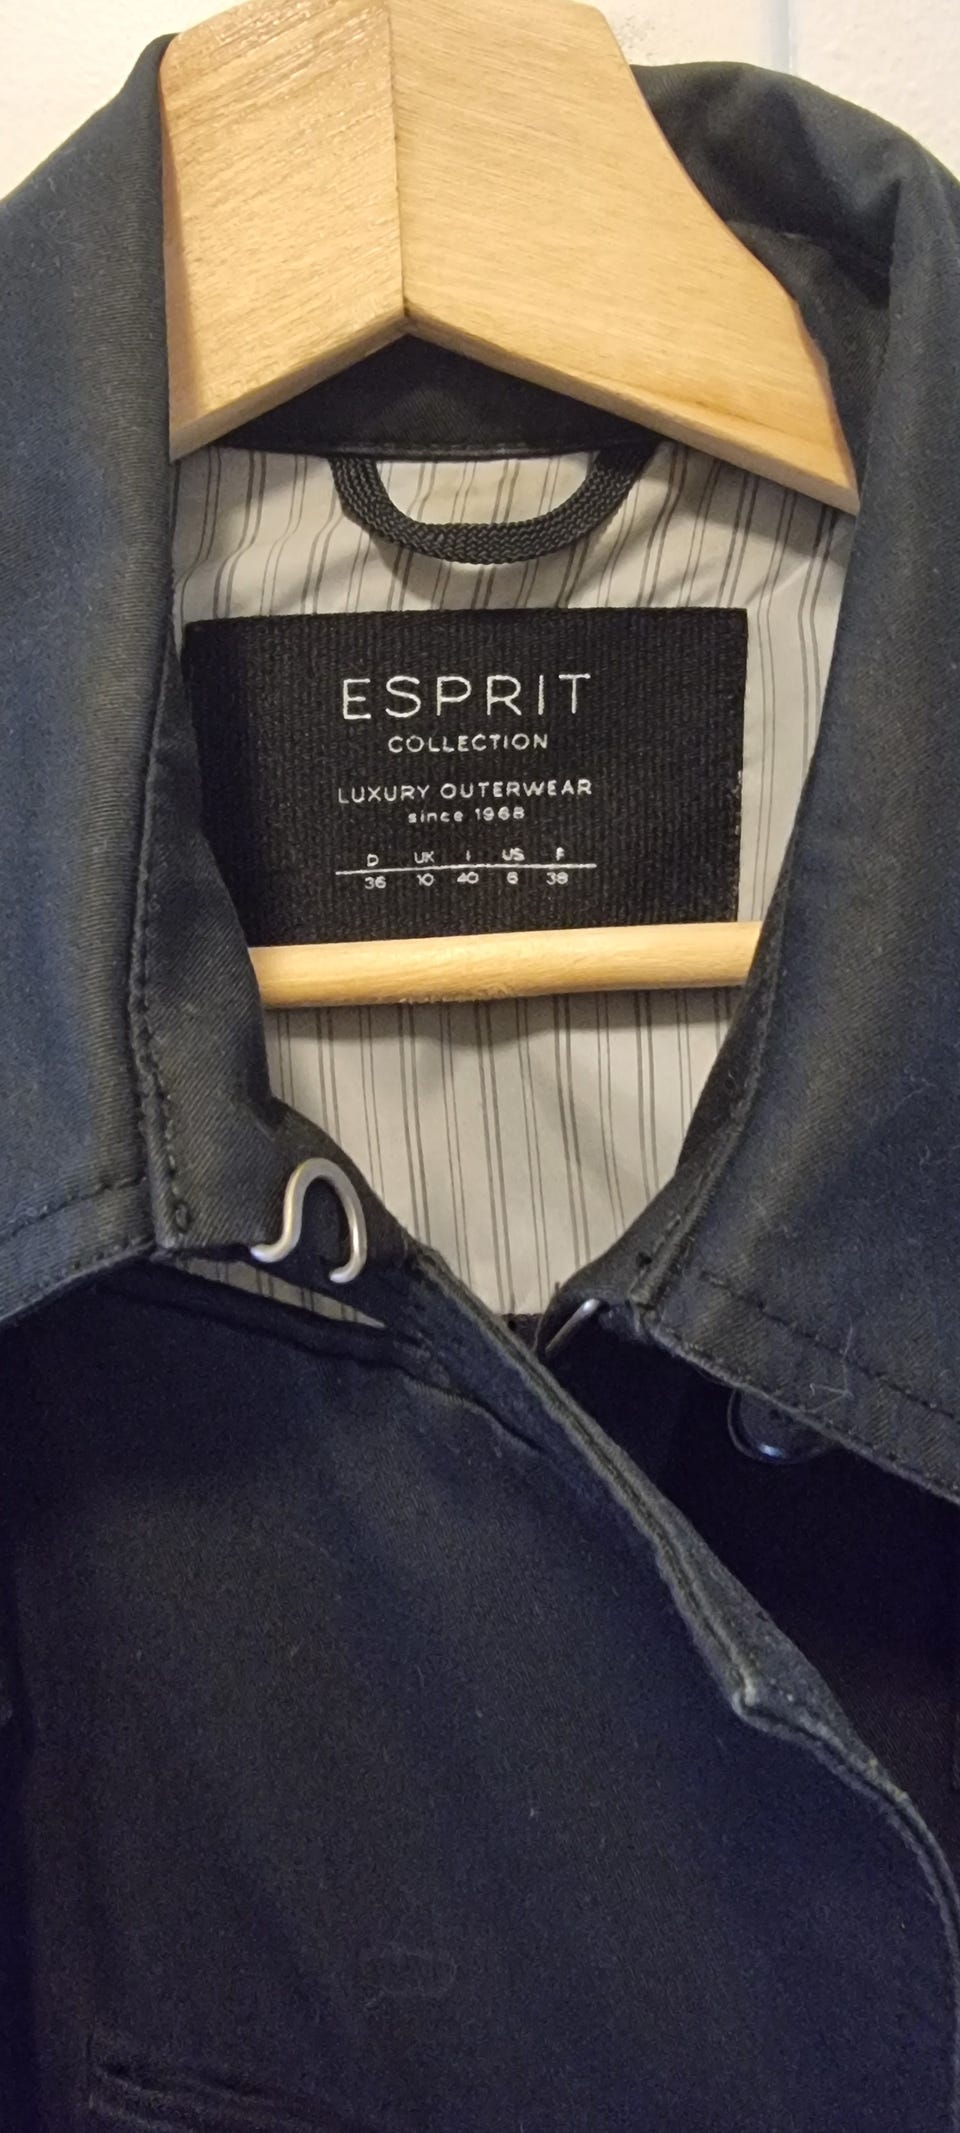 ESPRIT
COLLECTION
LUXURY OUTERWEAR
since 1968
D UK I US F
36 10 40 6 38